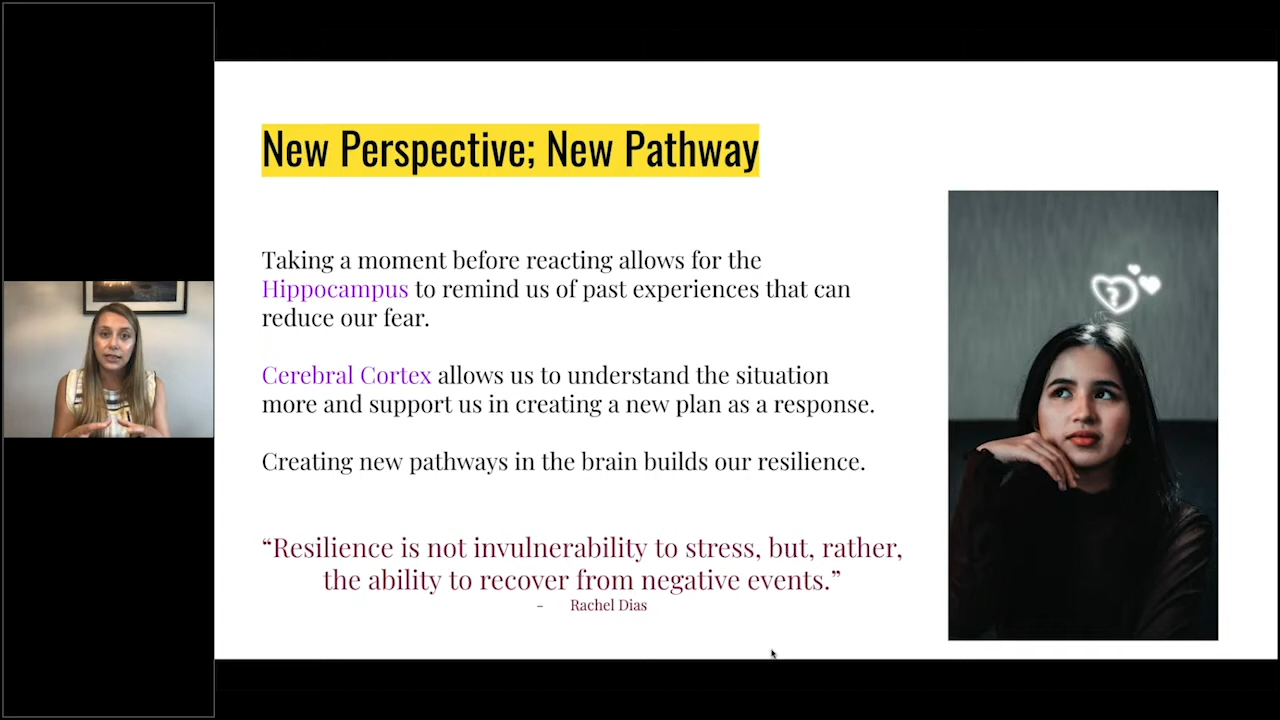 New Perspective; New Pathway
Taking a moment before reacting allows for the
Hippocampus to remind us of past experiences that can
reduce our fear.
Cerebral Cortex allows us to understand the situation
more and support us in creating a new plan as a response.
Creating new pathways in the brain builds our resilience.
“Resilience is not invulnerability to stress, but, rather,
the ability to recover from negative events.”
- Rachel Dias
?